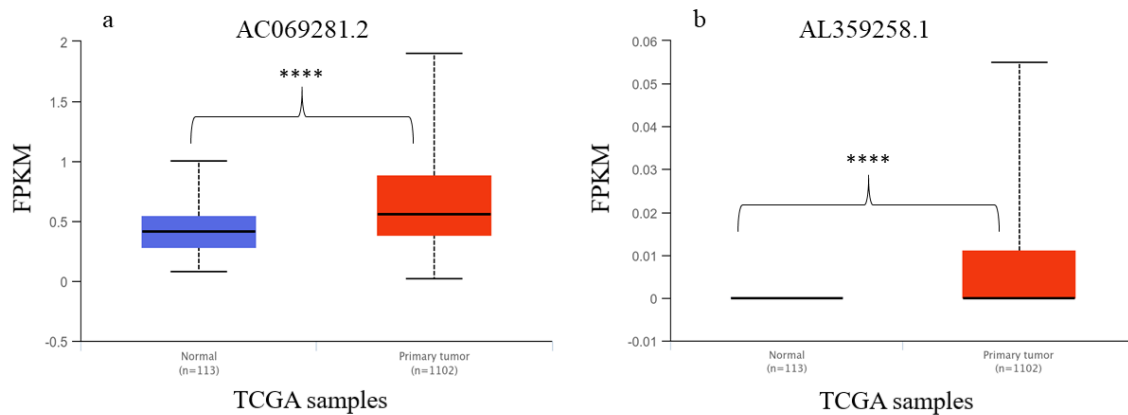 a
AC069281.2
2
1.5
1
0.5
0
-0.5
FPKM
****
Normal
(n=113)
Primary tumor
(n=1102)
TCGA samples
b
AL359258.1
0.06
0.05
0.04
0.03
0.02
0.01
0
-0.01
FPKM
****
Normal
(n=113)
Primary tumor
(n=1102)
TCGA samples